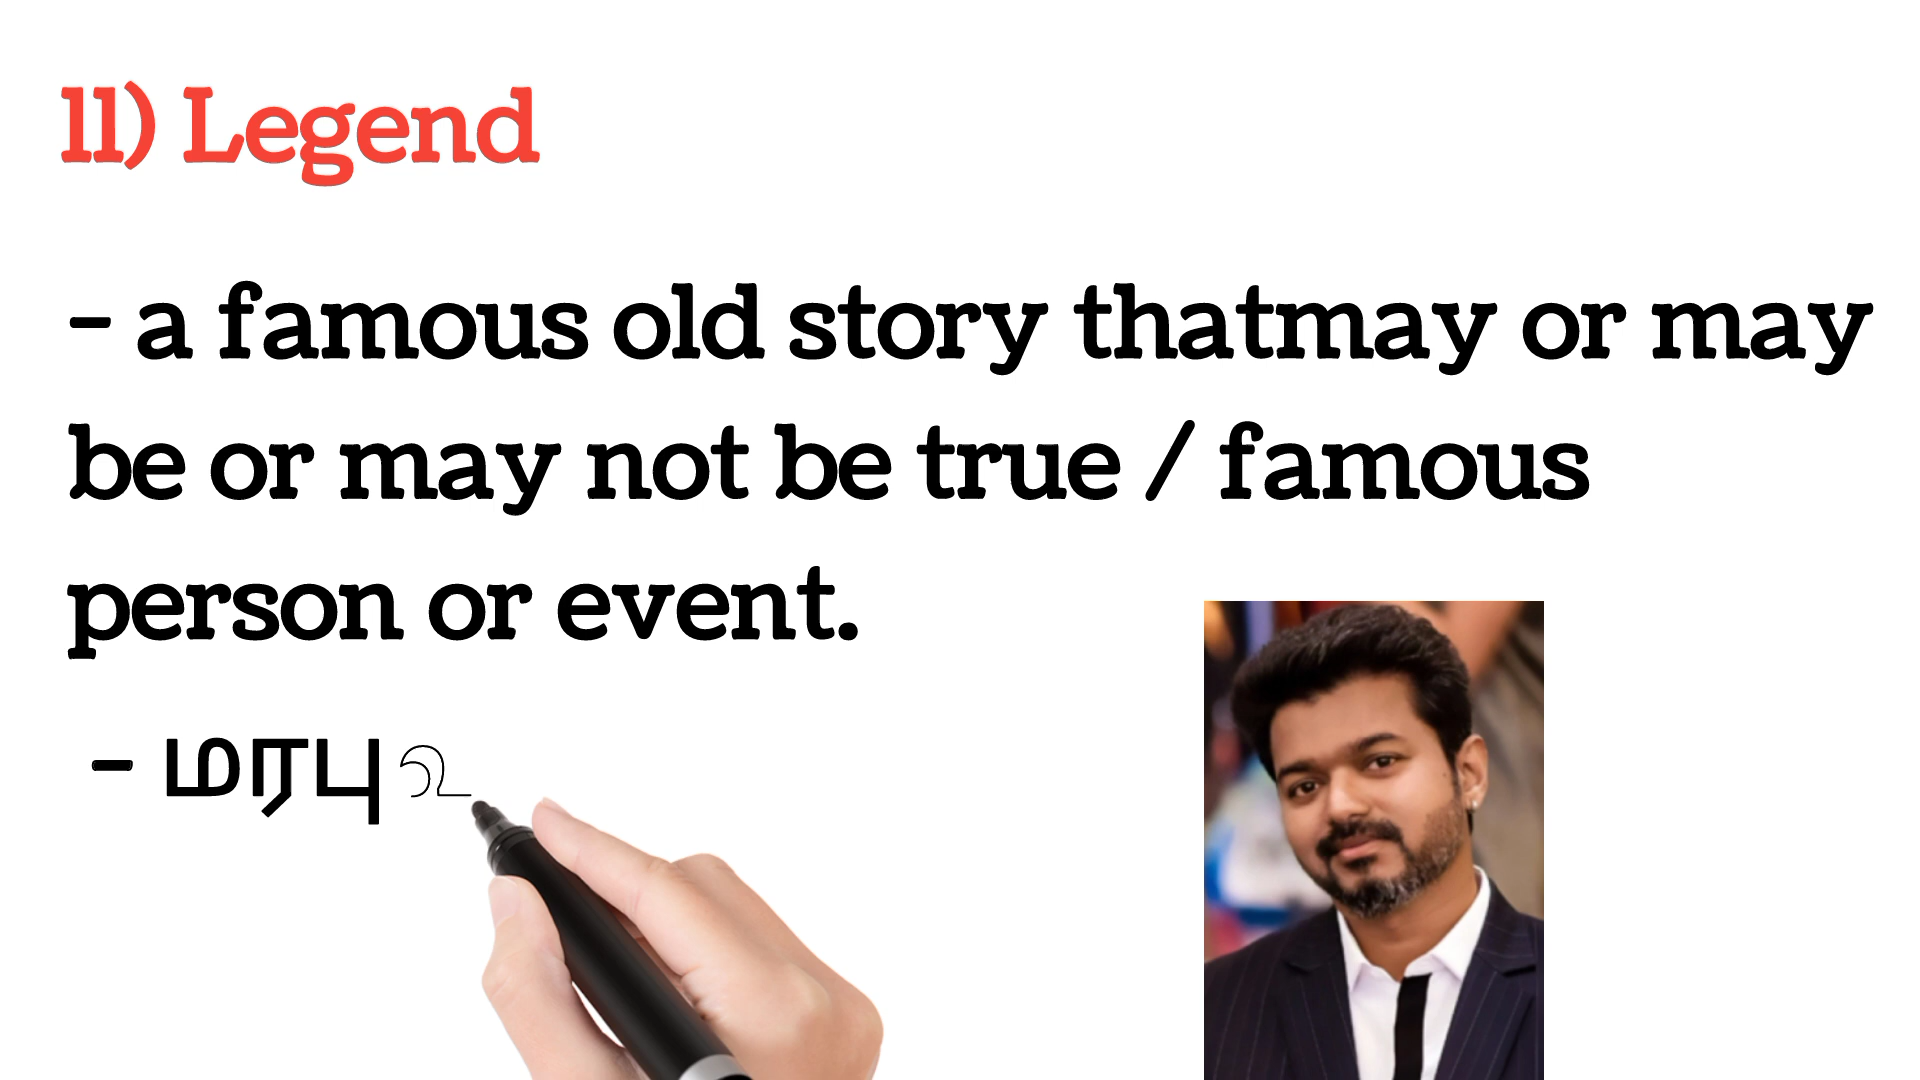 11) Legend
- a famous old story thatmay or may
be or may not be true / famous
person or event.
- மரபு